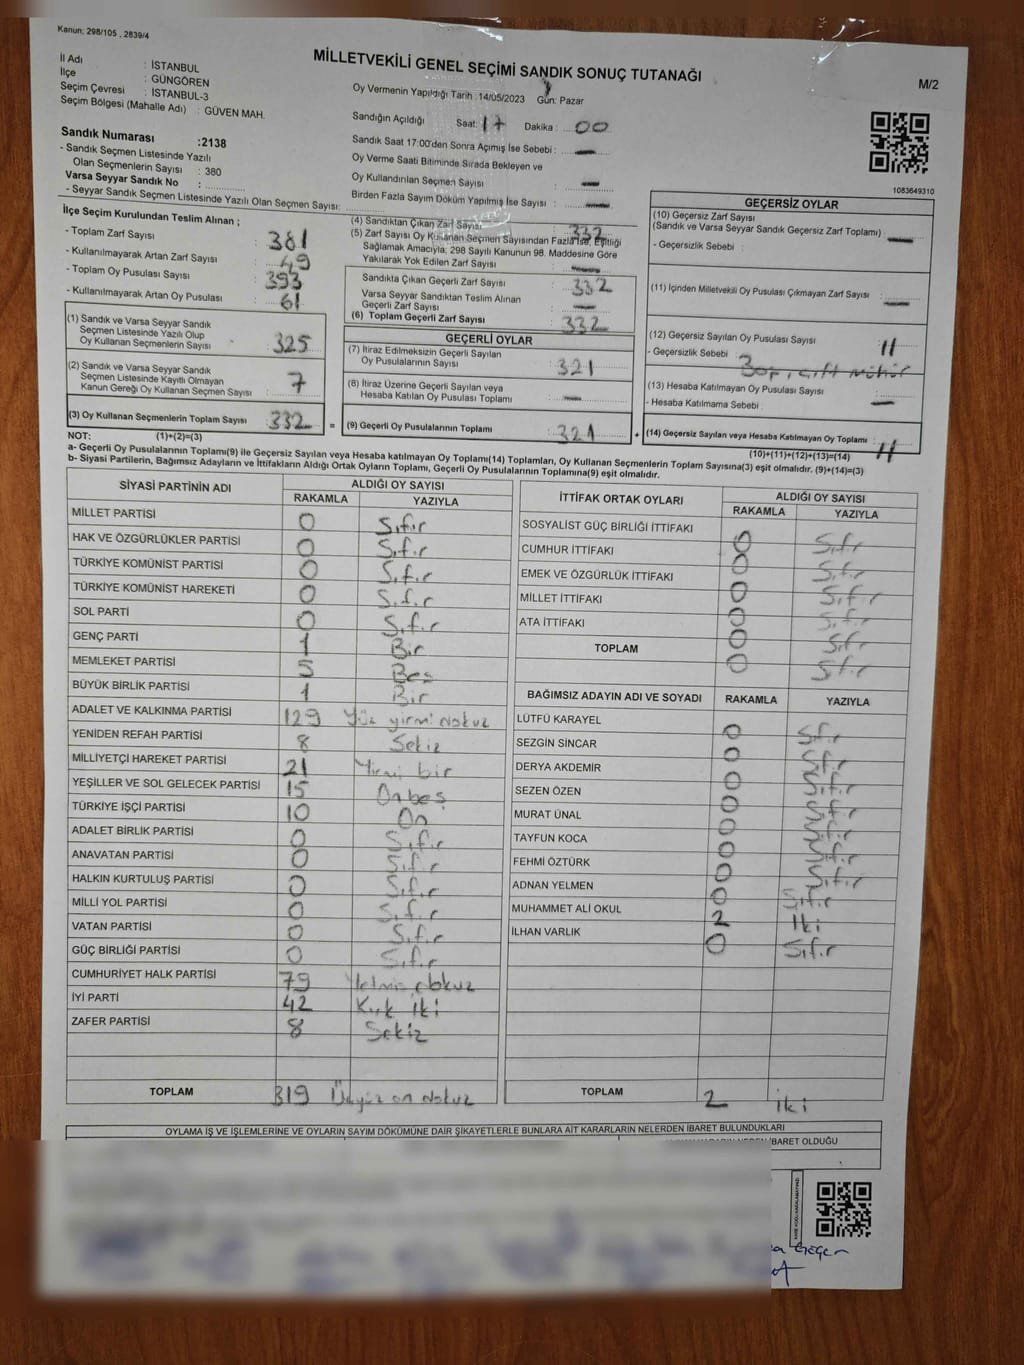 Kanun: 298/105 , 2839/4
MİLLETVEKİLİ GENEL SEÇİMİ SANDIK SONUÇ TUTANAĞI
M/2
İl Adı : İSTANBUL
İlçe : GÜNGÖREN
Seçim Çevresi : İSTANBUL-3
Seçim Bölgesi (Mahalle Adı) : GÜVEN MAH.
Sandık Numarası :2138
- Sandık Seçmen Listesinde Yazılı
Olan Seçmenlerin Sayısı : 380
Varsa Seyyar Sandık No :
- Seyyar Sandık Seçmen Listesinde Yazılı Olan Seçmen Sayısı:
Oy Vermenin Yapıldığı Tarih :14/05/2023 Gün: Pazar
Sandığın Açıldığı Saat: 17 Dakika : 00
Sandık Saat 17:00'den Sonra Açımış İse Sebebi : —
Oy Verme Saati Bitiminde Sırada Bekleyen ve
Oy Kullandırılan Seçmen Sayısı : —
Birden Fazla Sayım Döküm Yapılmış İse Sayısı : —
1083649310
İlçe Seçim Kurulundan Teslim Alınan ;
- Toplam Zarf Sayısı : 381
- Kullanılmayarak Artan Zarf Sayısı : 49
- Toplam Oy Pusulası Sayısı : 393
- Kullanılmayarak Artan Oy Pusulası : 61
(1) Sandık ve Varsa Seyyar Sandık
Seçmen Listesinde Yazılı Olup
Oy Kullanan Seçmenlerin Sayısı : 325
(2) Sandık ve Varsa Seyyar Sandık
Seçmen Listesinde Kayıtlı Olmayan
Kanun Gereği Oy Kullanan Seçmen Sayısı : 7
(3) Oy Kullanan Seçmenlerin Toplam Sayısı : 332 =
(4) Sandıktan Çıkan Zarf Sayısı : 332
(5) Zarf Sayısı Oy Kullanan Seçmen Sayısından Fazla İse, Eşitliği
Sağlamak Amacıyla; 298 Sayılı Kanunun 98. Maddesine Göre
Yakılarak Yok Edilen Zarf Sayısı : —
Sandıkta Çıkan Geçerli Zarf Sayısı : 332
Varsa Seyyar Sandıktan Teslim Alınan
Geçerli Zarf Sayısı : —
(6) Toplam Geçerli Zarf Sayısı : 332
GEÇERLİ OYLAR
(7) İtiraz Edilmeksizin Geçerli Sayılan
Oy Pusulalarının Sayısı : 321
(8) İtiraz Üzerine Geçerli Sayılan veya
Hesaba Katılan Oy Pusulası Toplamı : —
(9) Geçerli Oy Pusulalarının Toplamı : 321 +
GEÇERSİZ OYLAR
(10) Geçersiz Zarf Sayısı
(Sandık ve Varsa Seyyar Sandık Geçersiz Zarf Toplamı) : —
- Geçersizlik Sebebi :
(11) İçinden Milletvekili Oy Pusulası Çıkmayan Zarf Sayısı : —
(12) Geçersiz Sayılan Oy Pusulası Sayısı : 11
- Geçersizlik Sebebi : Boş, çift mühür
(13) Hesaba Katılmayan Oy Pusulası Sayısı : —
- Hesaba Katılmama Sebebi :
(14) Geçersiz Sayılan veya Hesaba Katılmayan Oy Toplamı : 11
NOT: (1)+(2)=(3) (10)+(11)+(12)+(13)=(14)
a- Geçerli Oy Pusulalarının Toplamı(9) ile Geçersiz Sayılan veya Hesaba katılmayan Oy Toplamı(14) Toplamları, Oy Kullanan Seçmenlerin Toplam Sayısına(3) eşit olmalıdır. (9)+(14)=(3)
b- Siyasi Partilerin, Bağımsız Adayların ve İttifakların Aldığı Ortak Oyların Toplamı, Geçerli Oy Pusulalarının Toplamına(9) eşit olmalıdır.
SİYASİ PARTİNİN ADI ALDIĞI OY SAYISI
RAKAMLA YAZIYLA
MİLLET PARTİSİ 0 Sıfır
HAK VE ÖZGÜRLÜKLER PARTİSİ 0 Sıfır
TÜRKİYE KOMÜNİST PARTİSİ 0 Sıfır
TÜRKİYE KOMÜNİST HAREKETİ 0 Sıfır
SOL PARTİ 0 Sıfır
GENÇ PARTİ 1 Bir
MEMLEKET PARTİSİ 5 Beş
BÜYÜK BİRLİK PARTİSİ 1 Bir
ADALET VE KALKINMA PARTİSİ 129 Yüz yirmi dokuz
YENİDEN REFAH PARTİSİ 8 Sekiz
MİLLİYETÇİ HAREKET PARTİSİ 21 Yirmi bir
YEŞİLLER VE SOL GELECEK PARTİSİ 15 Onbeş
TÜRKİYE İŞÇİ PARTİSİ 10 On
ADALET BİRLİK PARTİSİ 0 Sıfır
ANAVATAN PARTİSİ 0 Sıfır
HALKIN KURTULUŞ PARTİSİ 0 Sıfır
MİLLİ YOL PARTİSİ 0 Sıfır
VATAN PARTİSİ 0 Sıfır
GÜÇ BİRLİĞİ PARTİSİ 0 Sıfır
CUMHURİYET HALK PARTİSİ 79 Yetmiş dokuz
İYİ PARTİ 42 Kırk iki
ZAFER PARTİSİ 8 Sekiz
TOPLAM 319 Üçyüz on dokuz
İTTİFAK ORTAK OYLARI ALDIĞI OY SAYISI
RAKAMLA YAZIYLA
SOSYALİST GÜÇ BİRLİĞİ İTTİFAKI 0 Sıfır
CUMHUR İTTİFAKI 0 Sıfır
EMEK VE ÖZGÜRLÜK İTTİFAKI 0 Sıfır
MİLLET İTTİFAKI 0 Sıfır
ATA İTTİFAKI 0 Sıfır
TOPLAM 0 Sıfır
BAĞIMSIZ ADAYIN ADI VE SOYADI RAKAMLA YAZIYLA
LÜTFÜ KARAYEL 0 Sıfır
SEZGİN SİNCAR 0 Sıfır
DERYA AKDEMİR 0 Sıfır
SEZEN ÖZEN 0 Sıfır
MURAT ÜNAL 0 Sıfır
TAYFUN KOCA 0 Sıfır
FEHMİ ÖZTÜRK 0 Sıfır
ADNAN YELMEN 0 Sıfır
MUHAMMET ALİ OKUL 2 İki
İLHAN VARLIK 0 Sıfır
TOPLAM 2 iki
OYLAMA İŞ VE İŞLEMLERİNE VE OYLARIN SAYIM DÖKÜMÜNE DAİR ŞİKAYETLERLE BUNLARA AİT KARARLARIN NELERDEN İBARET BULUNDUKLARI
İBARET OLDUĞU